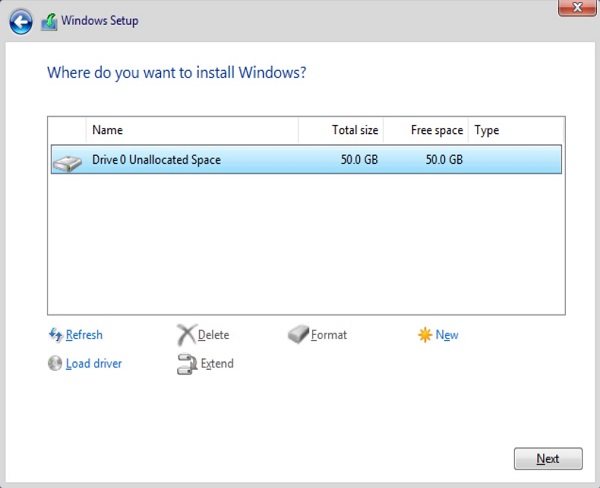 Windows Setup
Where do you want to install Windows?
Name Total size Free space Type
Drive 0 Unallocated Space 50.0 GB 50.0 GB
Refresh Delete Format New
Load driver Extend
Next